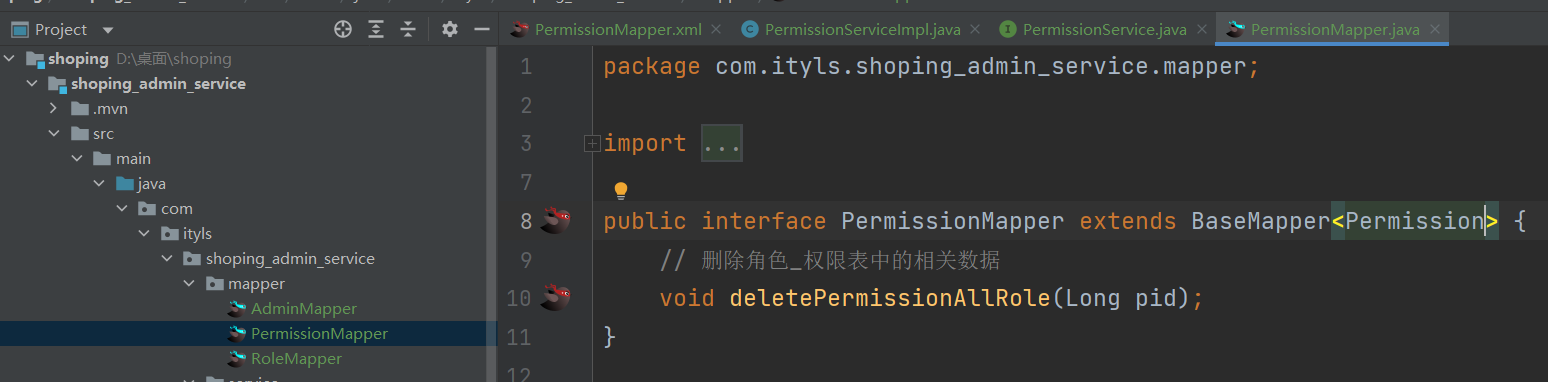 Project
shoping D:\桌面\shoping
shoping_admin_service
.mvn
src
main
java
com
ityls
shoping_admin_service
mapper
AdminMapper
PermissionMapper
RoleMapper
PermissionMapper.xml
PermissionServiceImpl.java
PermissionService.java
PermissionMapper.java
1 package com.ityls.shoping_admin_service.mapper;
2
3 import ...
7
8 public interface PermissionMapper extends BaseMapper<Permission> {
9 // 删除角色_权限表中的相关数据
10 void deletePermissionAllRole(Long pid);
11 }
12